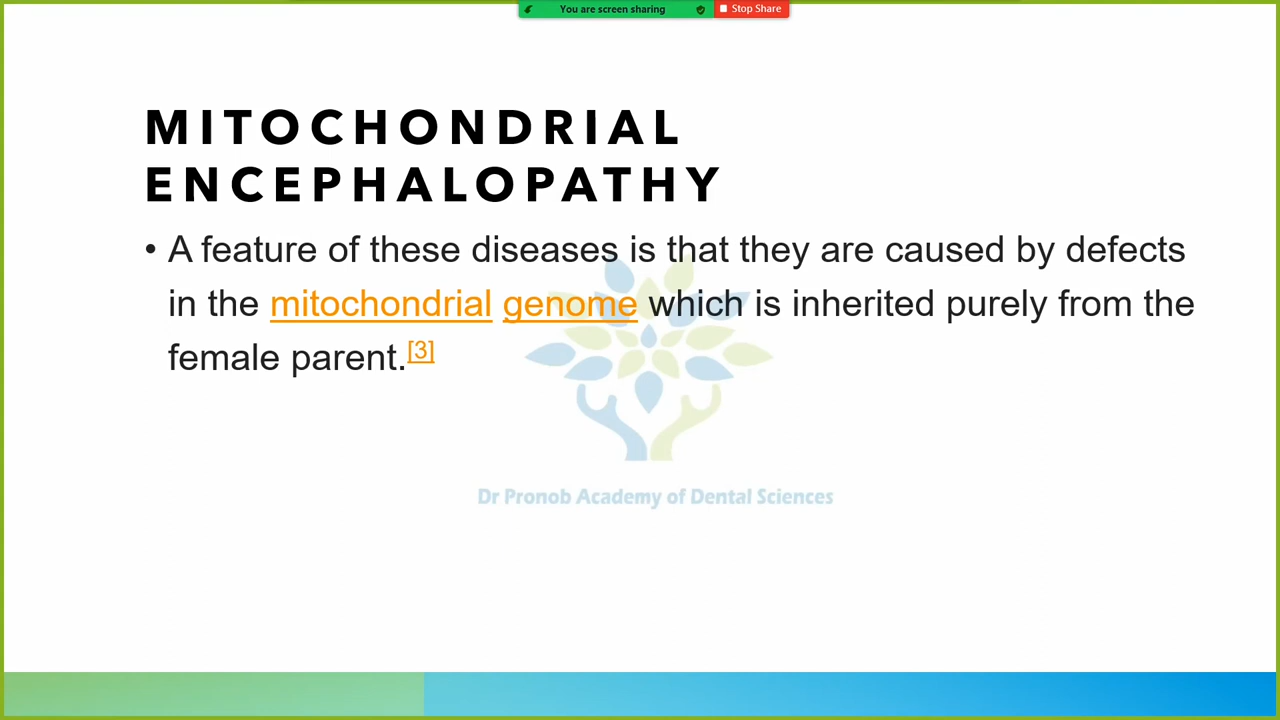 You are screen sharing Stop Share
MITOCHONDRIAL
ENCEPHALOPATHY
• A feature of these diseases is that they are caused by defects
in the mitochondrial genome which is inherited purely from the
female parent.[3]
Dr Pronob Academy of Dental Sciences